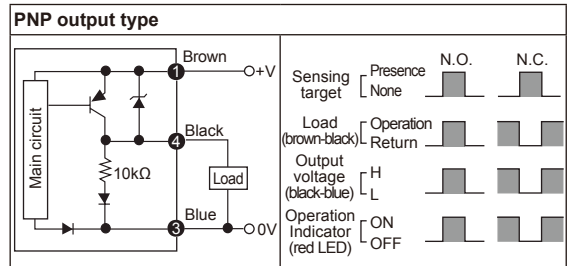 PNP output type
Main circuit
10kΩ
1
Brown
+V
4
Black
Load
3
Blue
0V
N.O.
N.C.
Sensing target
Presence
None
Load (brown-black)
Operation
Return
Output voltage (black-blue)
H
L
Operation Indicator (red LED)
ON
OFF